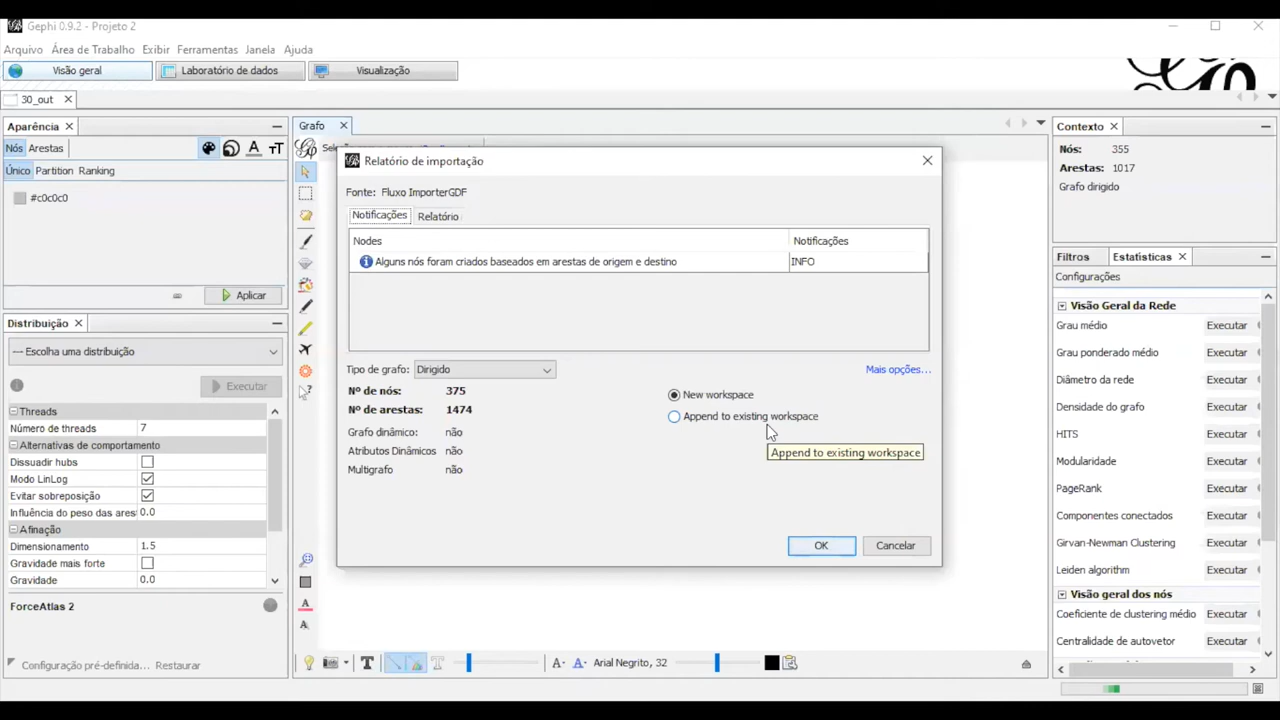 Gephi 0.9.2 - Projeto 2
Arquivo Área de Trabalho Exibir Ferramentas Janela Ajuda
Visão geral Laboratório de dados Visualização
30_out
Aparência
Nós Arestas
Único Partition Ranking
#c0c0c0
Aplicar
Distribuição
--- Escolha uma distribuição
Executar
Threads
Número de threads 7
Alternativas de comportamento
Dissuadir hubs
Modo LinLog
Evitar sobreposição
Influência do peso das ares 0.0
Afinação
Dimensionamento 1.5
Gravidade mais forte
Gravidade 0.0
ForceAtlas 2
Configuração pré-definida... Restaurar
Grafo
Relatório de importação
Fonte: Fluxo ImporterGDF
Notificações Relatório
Nodes Notificações
Alguns nós foram criados baseados em arestas de origem e destino INFO
Tipo de grafo: Dirigido Mais opções...
Nº de nós: 375
Nº de arestas: 1474
Grafo dinâmico: não
Atributos Dinâmicos não
Multigrafo não
New workspace
Append to existing workspace
Append to existing workspace
OK Cancelar
Arial Negrito, 32
Contexto
Nós: 355
Arestas: 1017
Grafo dirigido
Filtros Estatísticas
Configurações
Visão Geral da Rede
Grau médio Executar
Grau ponderado médio Executar
Diâmetro da rede Executar
Densidade do grafo Executar
HITS Executar
Modularidade Executar
PageRank Executar
Componentes conectados Executar
Girvan-Newman Clustering Executar
Leiden algorithm Executar
Visão geral dos nós
Coeficiente de clustering médio Executar
Centralidade de autovetor Executar